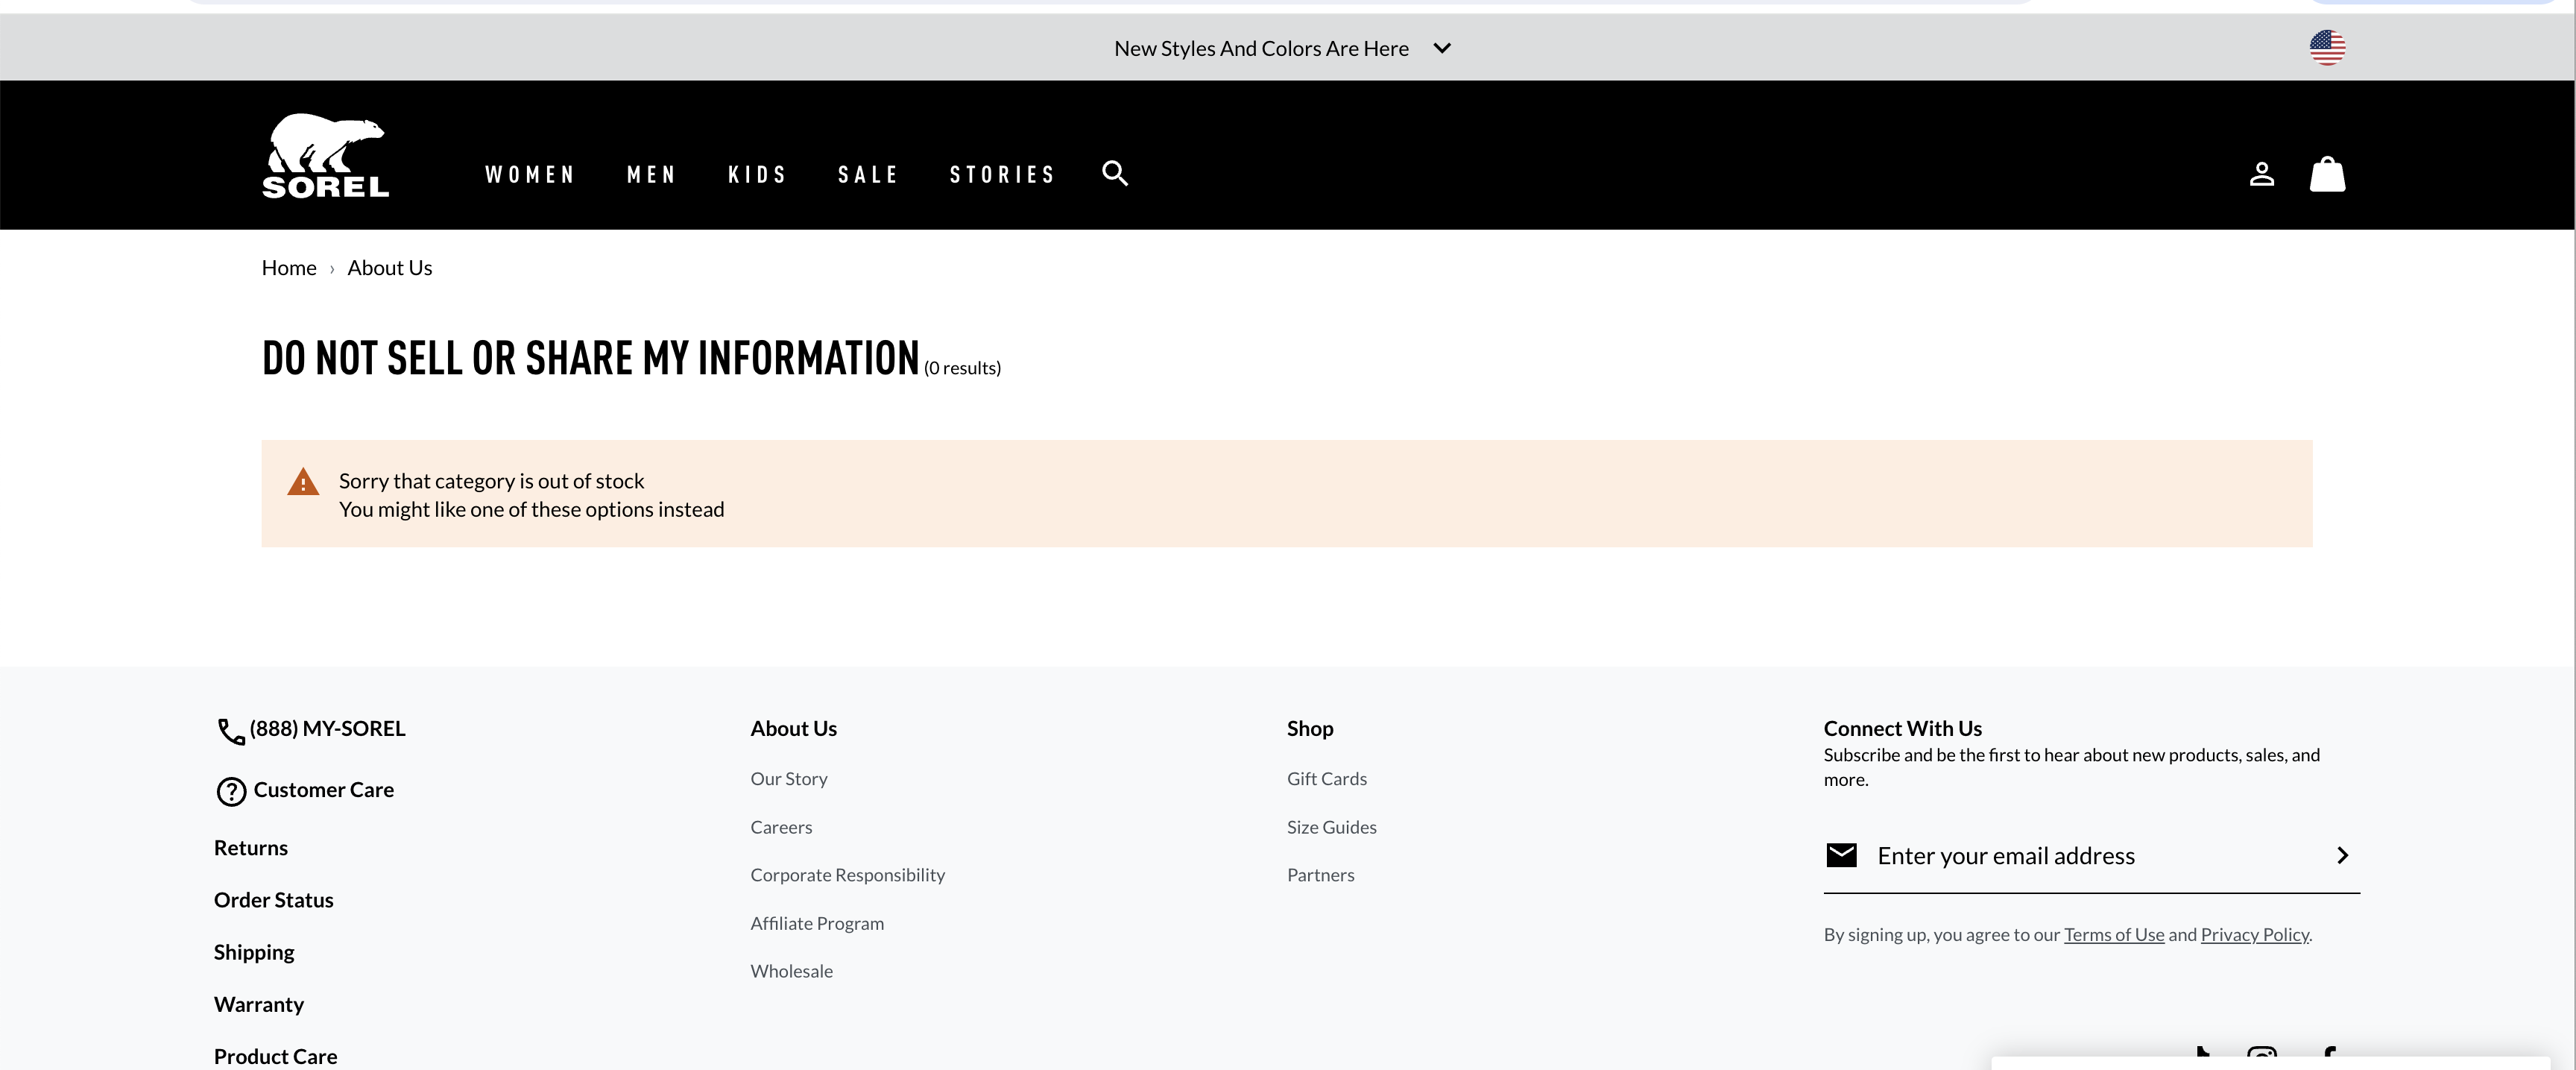 New Styles And Colors Are Here
SOREL
WOMEN MEN KIDS SALE STORIES
Home › About Us
DO NOT SELL OR SHARE MY INFORMATION (0 results)
Sorry that category is out of stock
You might like one of these options instead
(888) MY-SOREL
Customer Care
Returns
Order Status
Shipping
Warranty
Product Care
About Us
Our Story
Careers
Corporate Responsibility
Affiliate Program
Wholesale
Shop
Gift Cards
Size Guides
Partners
Connect With Us
Subscribe and be the first to hear about new products, sales, and
more.
Enter your email address
By signing up, you agree to our Terms of Use and Privacy Policy.